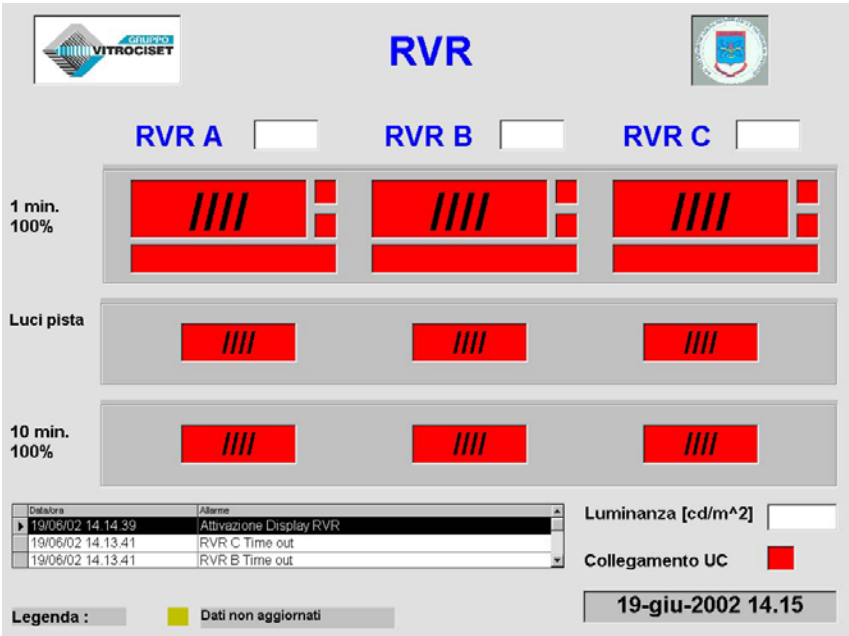 GRUPPO
VITROCISET
RVR
RVR A
RVR B
RVR C
1 min.
100%
////
////
////
Luci pista
////
////
////
10 min.
100%
////
////
////
Data/ora Allarme
19/06/02 14.14.39 Attivazione Display RVR
19/06/02 14.13.41 RVR C Time out
19/06/02 14.13.41 RVR B Time out
Luminanza [cd/m^2]
Collegamento UC
19-giu-2002 14.15
Legenda :
Dati non aggiornati